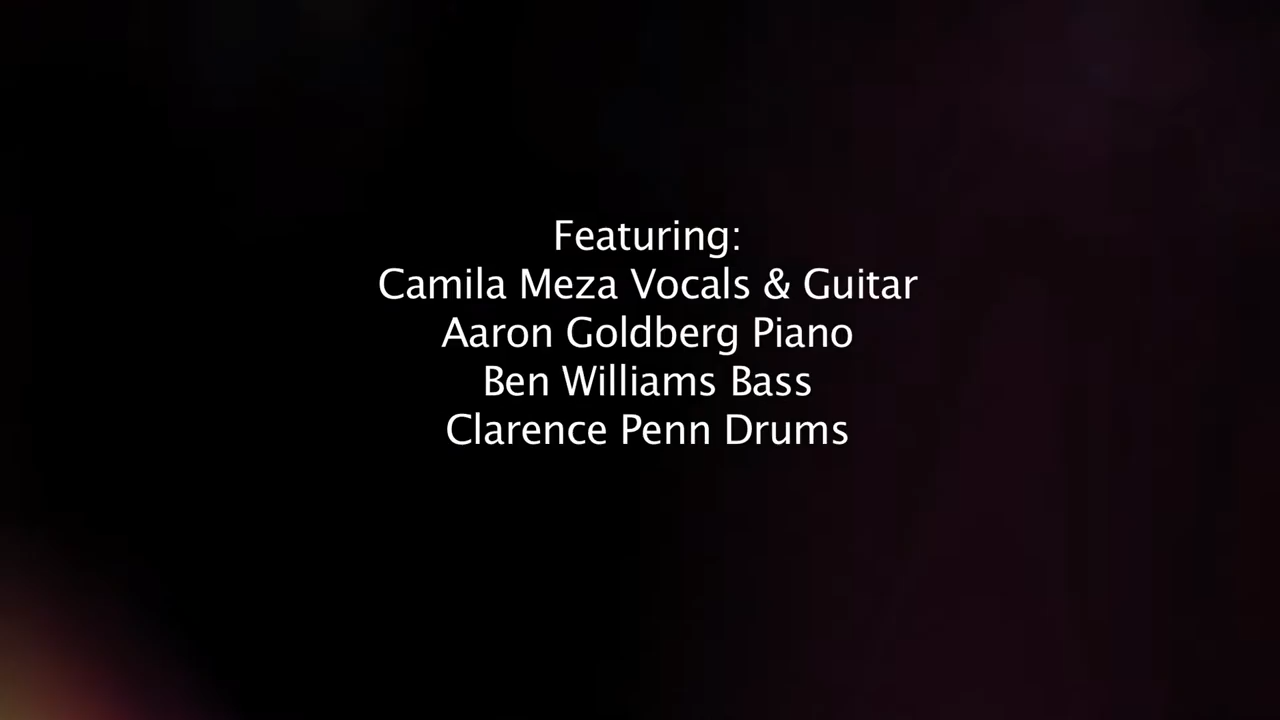 Featuring:
Camila Meza Vocals & Guitar
Aaron Goldberg Piano
Ben Williams Bass
Clarence Penn Drums